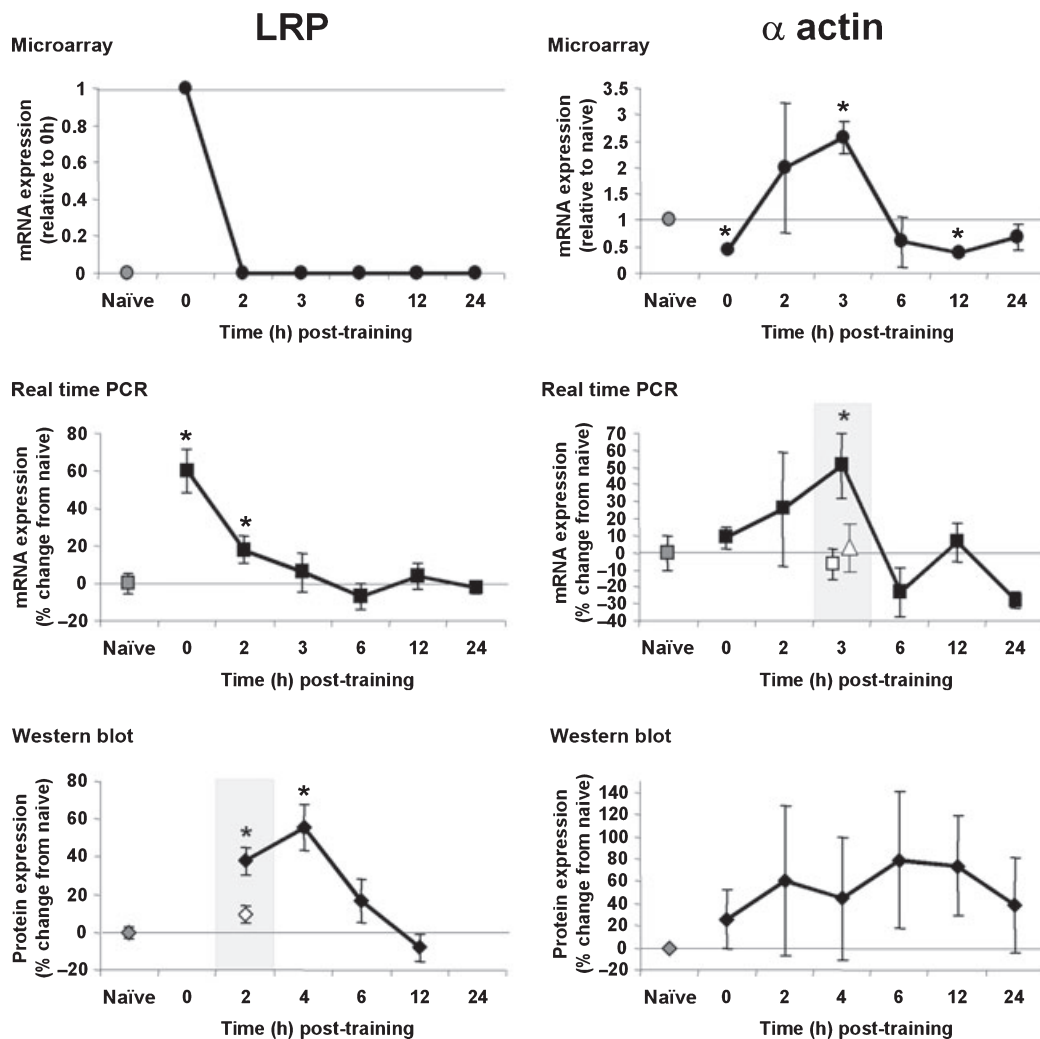 LRP
Microarray
mRNA expression
(relative to 0h)
1
0.8
0.6
0.4
0.2
0
Naïve 0 2 3 6 12 24
Time (h) post-training
α actin
Microarray
mRNA expression
(relative to naive)
3.5
3
2.5
2
1.5
1
0.5
0
* * *
Naïve 0 2 3 6 12 24
Time (h) post-training
Real time PCR
mRNA expression
(% change from naive)
80
60
40
20
0
–20
* *
Naïve 0 2 3 6 12 24
Time (h) post-training
Real time PCR
mRNA expression
(% change from naive)
70
60
50
40
30
20
10
0
–10
–20
–30
–40
*
Naïve 0 2 3 6 12 24
Time (h) post-training
Western blot
Protein expression
(% change from naive)
80
60
40
20
0
–20
* *
Naïve 0 2 4 6 12 24
Time (h) post-training
Western blot
Protein expression
(% change from naive)
140
120
100
80
60
40
20
0
–20
Naïve 0 2 4 6 12 24
Time (h) post-training